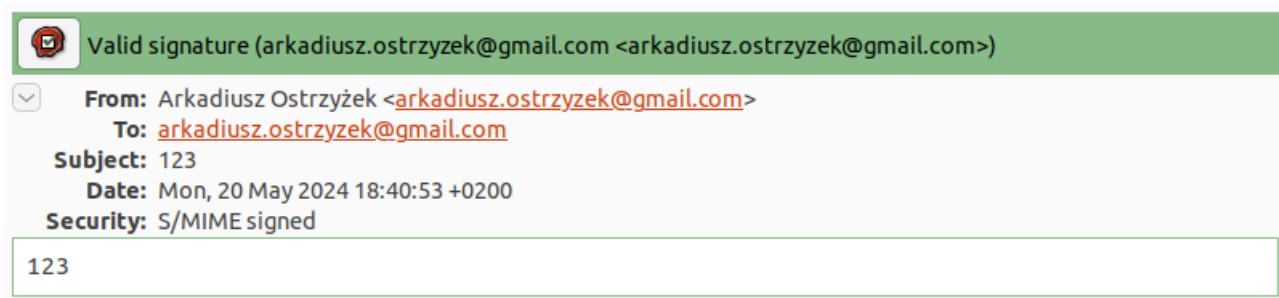 Valid signature (arkadiusz.ostrzyzek@gmail.com <arkadiusz.ostrzyzek@gmail.com>)
From: Arkadiusz Ostrzyżek <arkadiusz.ostrzyzek@gmail.com>
To: arkadiusz.ostrzyzek@gmail.com
Subject: 123
Date: Mon, 20 May 2024 18:40:53 +0200
Security: S/MIME signed
123